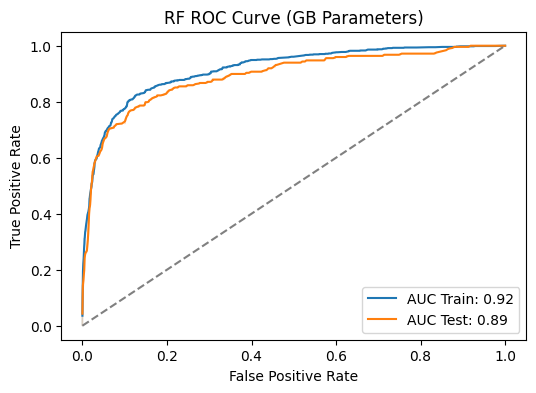 RF ROC Curve (GB Parameters)
1.0
0.8
0.6
0.4
0.2
0.0
True Positive Rate
AUC Train: 0.92
AUC Test: 0.89
0.0 0.2 0.4 0.6 0.8 1.0
False Positive Rate